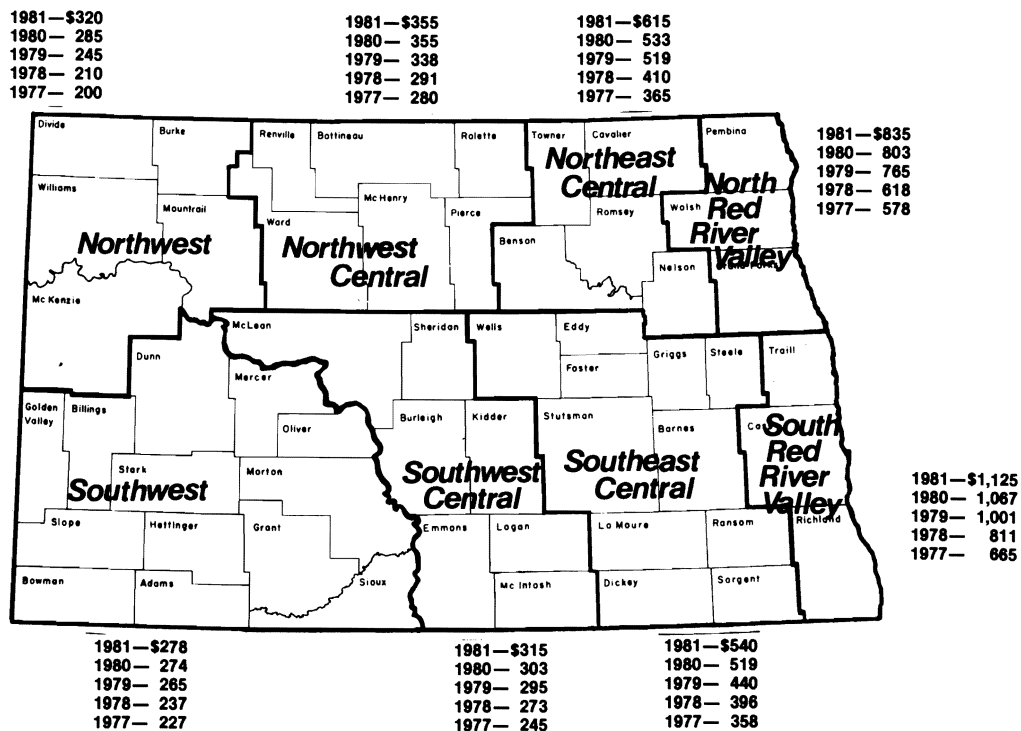 1981—$320
1980— 285
1979— 245
1978— 210
1977— 200
1981—$355
1980— 355
1979— 338
1978— 291
1977— 280
1981—$615
1980— 533
1979— 519
1978— 410
1977— 365
1981—$835
1980— 803
1979— 765
1978— 618
1977— 578
Divide
Burke
Renville
Bottineau
Rolette
Towner
Cavalier
Pembina
Northeast
Central
Williams
Mountrail
Northwest
Mc Kenzie
Ward
Mc Henry
Pierce
Northwest
Central
Benson
Ramsey
Nelson
Walsh
North
Red
River
Valley
McLean
Sheridan
Wells
Eddy
Foster
Griggs
Steele
Traill
Dunn
Mercer
Oliver
Golden
Valley
Billings
Stark
Morton
Southwest
Burleigh
Kidder
Southwest
Central
Stutsman
Barnes
Southeast
Central
South
Red
River
Valley
Richland
Slope
Hettinger
Grant
Emmons
Logan
La Moure
Ransom
Bowman
Adams
Sioux
Mc Intosh
Dickey
Sargent
1981—$1,125
1980— 1,067
1979— 1,001
1978— 811
1977— 665
1981—$278
1980— 274
1979— 265
1978— 237
1977— 227
1981—$315
1980— 303
1979— 295
1978— 273
1977— 245
1981—$540
1980— 519
1979— 440
1978— 396
1977— 358